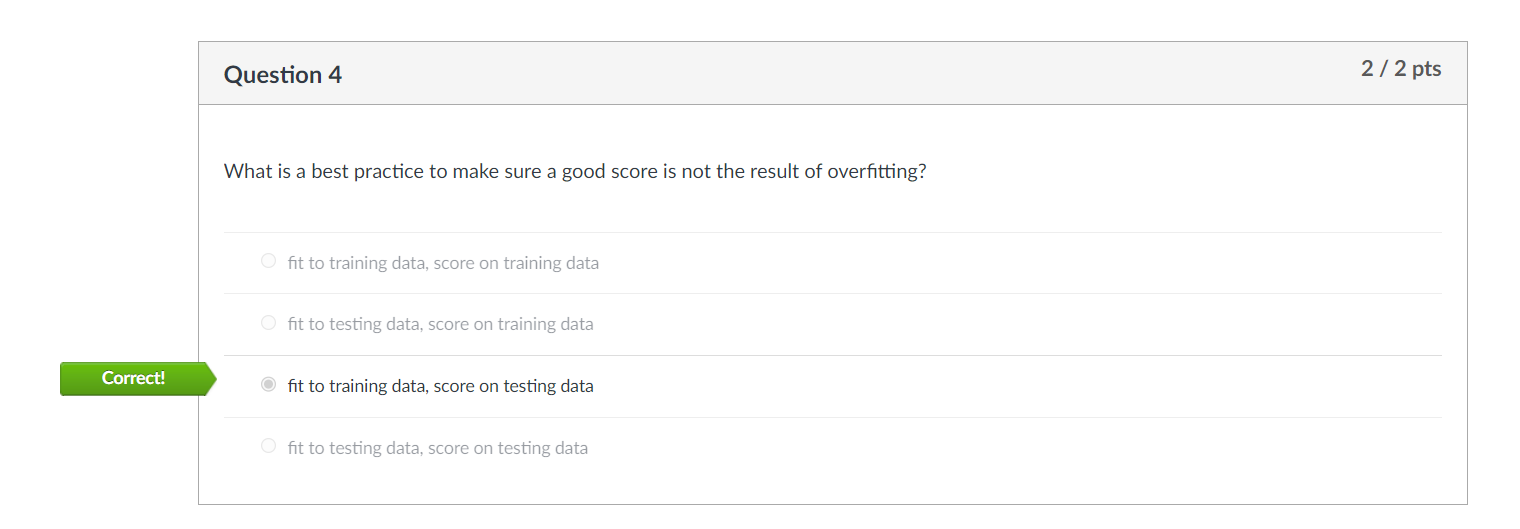 Question 4
2 / 2 pts
What is a best practice to make sure a good score is not the result of overfitting?
fit to training data, score on training data
fit to testing data, score on training data
Correct!
fit to training data, score on testing data
fit to testing data, score on testing data